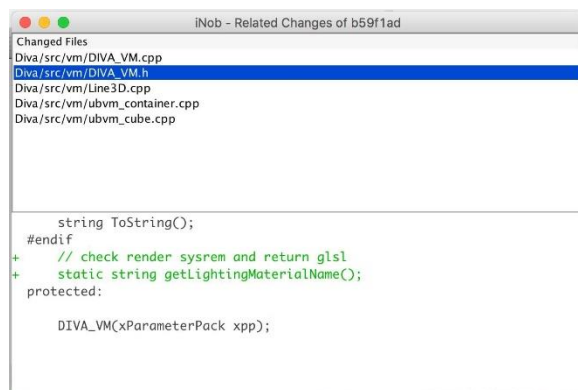 iNob - Related Changes of b59f1ad
Changed Files
Diva/src/vm/DIVA_VM.cpp
Diva/src/vm/DIVA_VM.h
Diva/src/vm/Line3D.cpp
Diva/src/vm/ubvm_container.cpp
Diva/src/vm/ubvm_cube.cpp
string ToString();
#endif
+ // check render sysrem and return glsl
+ static string getLightingMaterialName();
protected:
DIVA_VM(xParameterPack xpp);